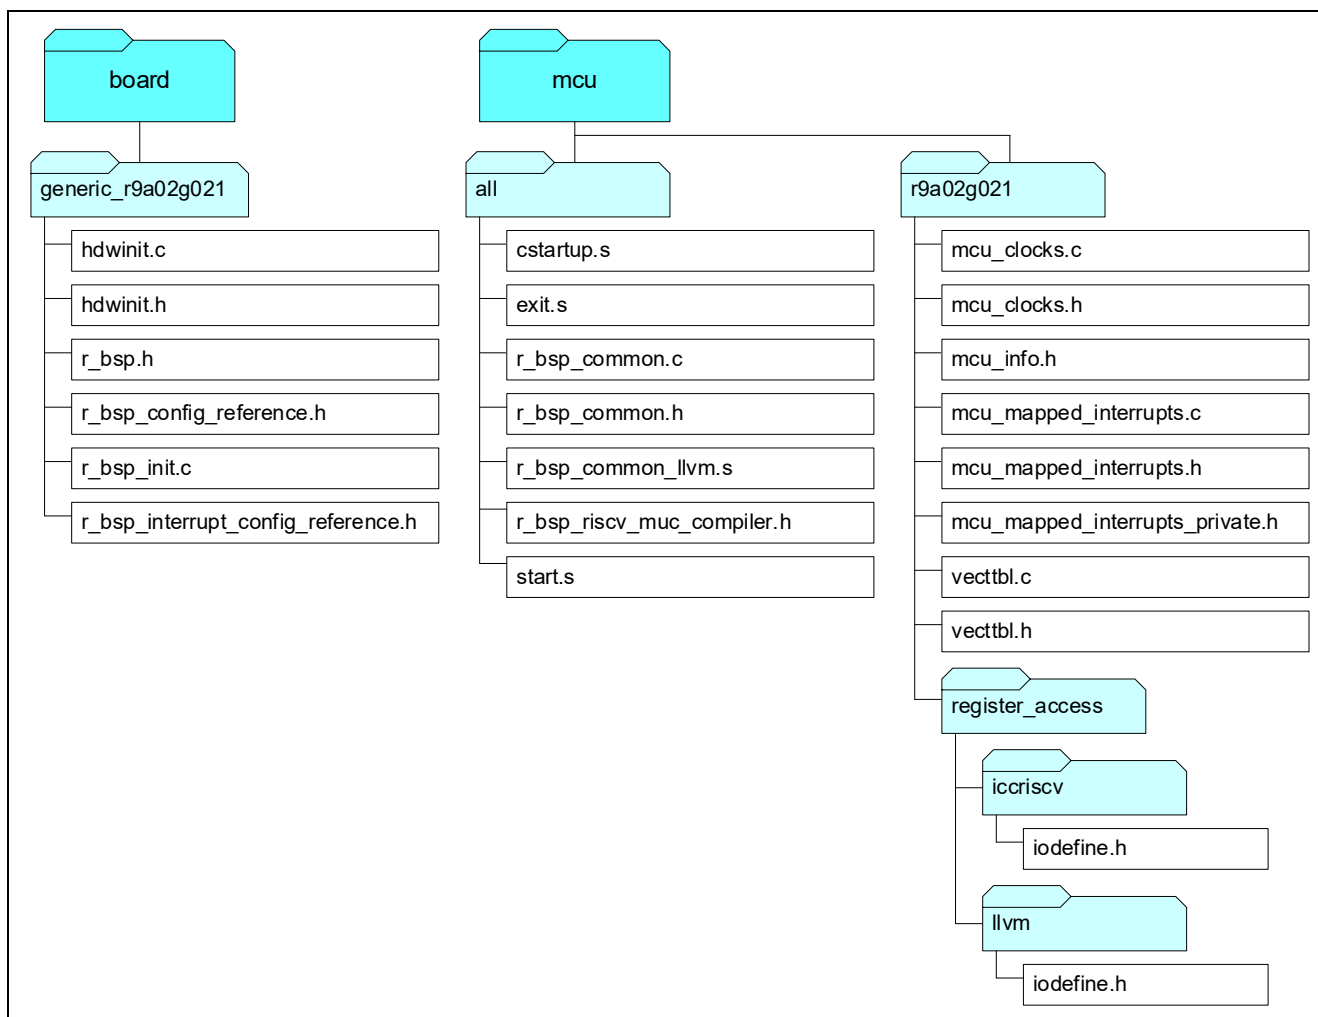 board
generic_r9a02g021
hdwinit.c
hdwinit.h
r_bsp.h
r_bsp_config_reference.h
r_bsp_init.c
r_bsp_interrupt_config_reference.h
mcu
all
cstartup.s
exit.s
r_bsp_common.c
r_bsp_common.h
r_bsp_common_llvm.s
r_bsp_riscv_muc_compiler.h
start.s
r9a02g021
mcu_clocks.c
mcu_clocks.h
mcu_info.h
mcu_mapped_interrupts.c
mcu_mapped_interrupts.h
mcu_mapped_interrupts_private.h
vecttbl.c
vecttbl.h
register_access
iccriscv
iodefine.h
llvm
iodefine.h